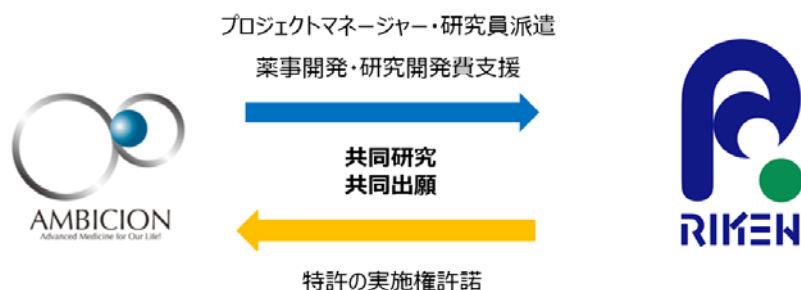 プロジェクトマネージャー・研究員派遣
薬事開発・研究開発費支援
共同研究
共同出願
AMBICION
Advanced Medicine for Our Life!
RIKEN
特許の実施権許諾